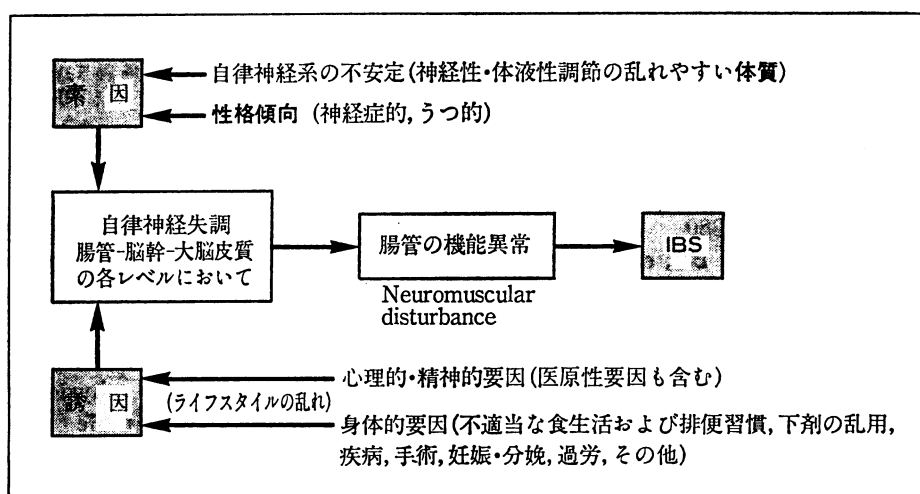 自律神経系の不安定(神経性・体液性調節の乱れやすい体質)
素 因
性格傾向 (神経症的, うつ的)
自律神経失調
腸管-脳幹-大脳皮質
の各レベルにおいて
腸管の機能異常
IBS
Neuromuscular
disturbance
誘 因
心理的・精神的要因(医原性要因も含む)
(ライフスタイルの乱れ)
身体的要因(不適当な食生活および排便習慣, 下剤の乱用,
疾病, 手術, 妊娠・分娩, 過労, その他)